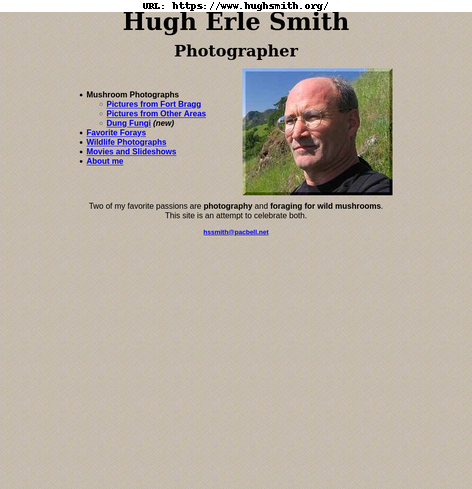 URL: https://www.hughsmith.org/
Hugh Erle Smith
Photographer
Mushroom Photographs
Pictures from Fort Bragg
Pictures from Other Areas
Dung Fungi (new)
Favorite Forays
Wildlife Photographs
Movies and Slideshows
About me
Two of my favorite passions are photography and foraging for wild mushrooms.
This site is an attempt to celebrate both.
hssmith@pacbell.net